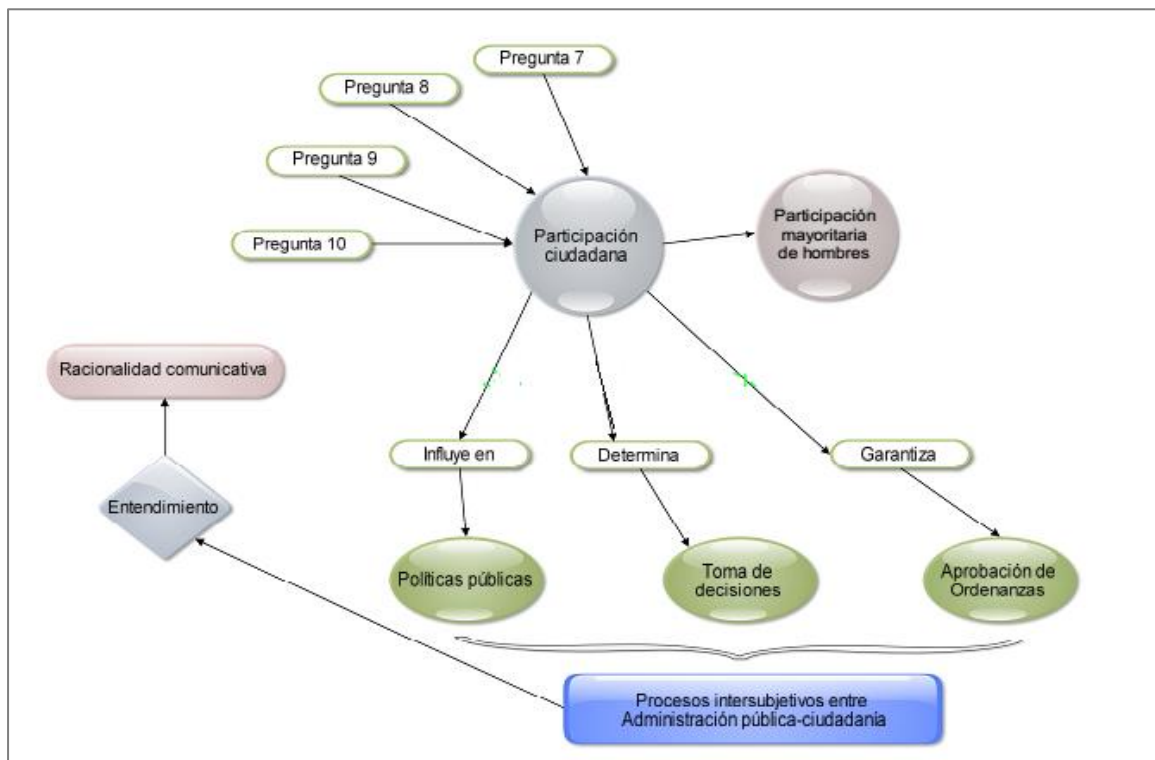 Pregunta 7
Pregunta 8
Pregunta 9
Pregunta 10
Participación
ciudadana
Participación
mayoritaria
de hombres
Racionalidad comunicativa
Entendimiento
Influye en
Determina
Garantiza
Políticas públicas
Toma de
decisiones
Aprobación de
Ordenanzas
Procesos intersubjetivos entre
Administración pública-ciudadanía